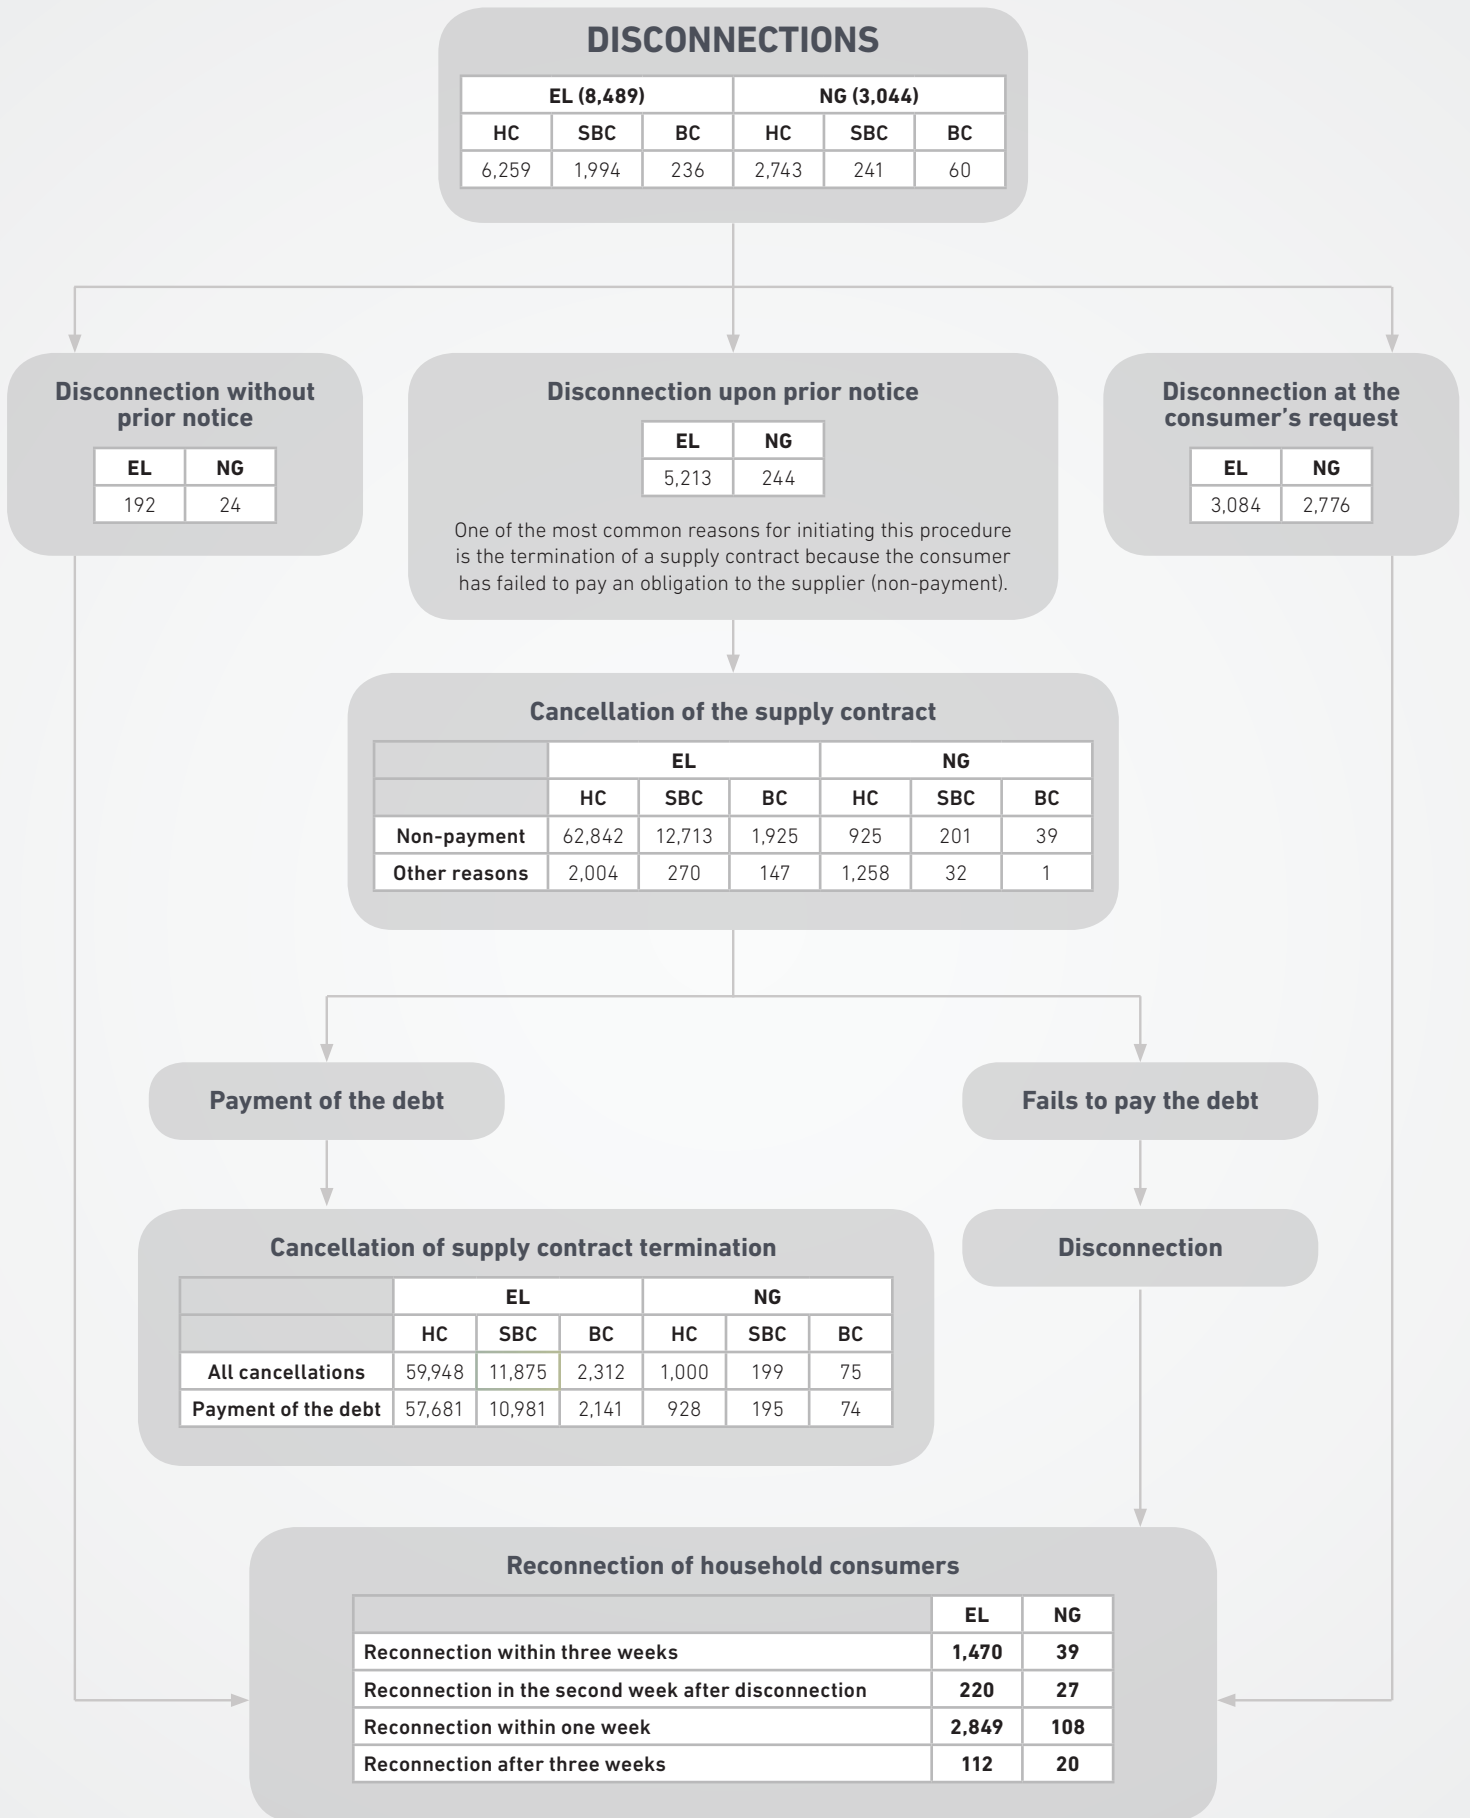 DISCONNECTIONS
EL (8,489) NG (3,044)
HC SBC BC HC SBC BC
6,259 1,994 236 2,743 241 60
Disconnection without
prior notice
EL NG
192 24
Disconnection upon prior notice
EL NG
5,213 244
One of the most common reasons for initiating this procedure
is the termination of a supply contract because the consumer
has failed to pay an obligation to the supplier (non-payment).
Disconnection at the
consumer's request
EL NG
3,084 2,776
Cancellation of the supply contract
EL NG
HC SBC BC HC SBC BC
Non-payment 62,842 12,713 1,925 925 201 39
Other reasons 2,004 270 147 1,258 32 1
Payment of the debt
Fails to pay the debt
Cancellation of supply contract termination
EL NG
HC SBC BC HC SBC BC
All cancellations 59,948 11,875 2,312 1,000 199 75
Payment of the debt 57,681 10,981 2,141 928 195 74
Disconnection
Reconnection of household consumers
EL NG
Reconnection within three weeks 1,470 39
Reconnection in the second week after disconnection 220 27
Reconnection within one week 2,849 108
Reconnection after three weeks 112 20